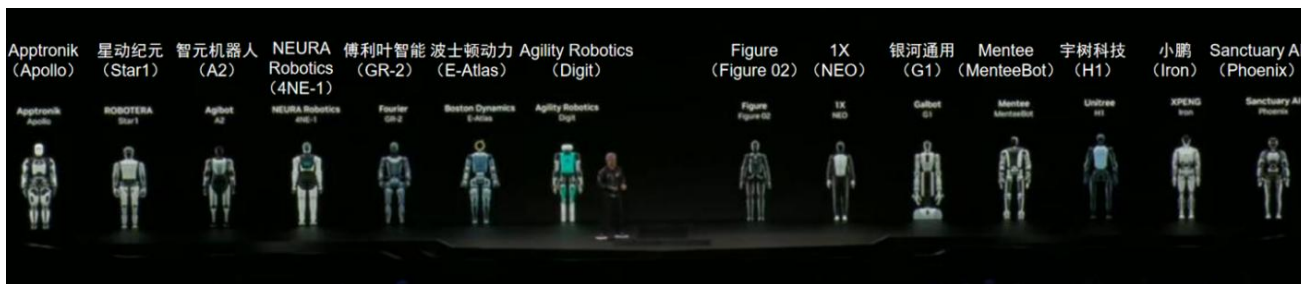 Apptronik
（Apollo）
星动纪元
（Star1）
智元机器人
（A2）
NEURA
Robotics
（4NE-1）
傅利叶智能
（GR-2）
波士顿动力
（E-Atlas）
Agility Robotics
（Digit）
Figure
（Figure 02）
1X
（NEO）
银河通用
（G1）
Mentee
（MenteeBot）
宇树科技
（H1）
小鹏
（Iron）
Sanctuary AI
（Phoenix）
Apptronik
Apollo
ROBOTERA
Star1
Agibot
A2
NEURA Robotics
4NE-1
Fourier
GR-2
Boston Dynamics
E-Atlas
Agility Robotics
Digit
Figure
Figure 02
1X
NEO
Galbot
G1
Mentee
MenteeBot
Unitree
H1
XPENG
Iron
Sanctuary AI
Phoenix